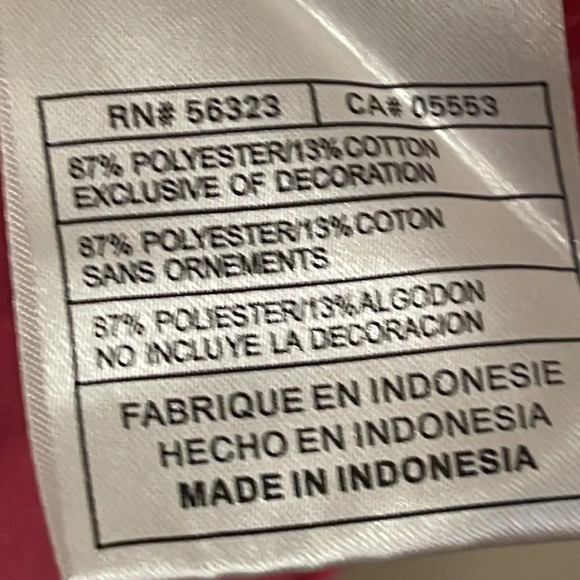 RN# 56323 CA# 05553
87% POLYESTER/13% COTTON
EXCLUSIVE OF DECORATION
87% POLYESTER/13% COTON
SANS ORNEMENTS
87% POLIESTER/13% ALGODON
NO INCLUYE LA DECORACION
FABRIQUE EN INDONESIE
HECHO EN INDONESIA
MADE IN INDONESIA